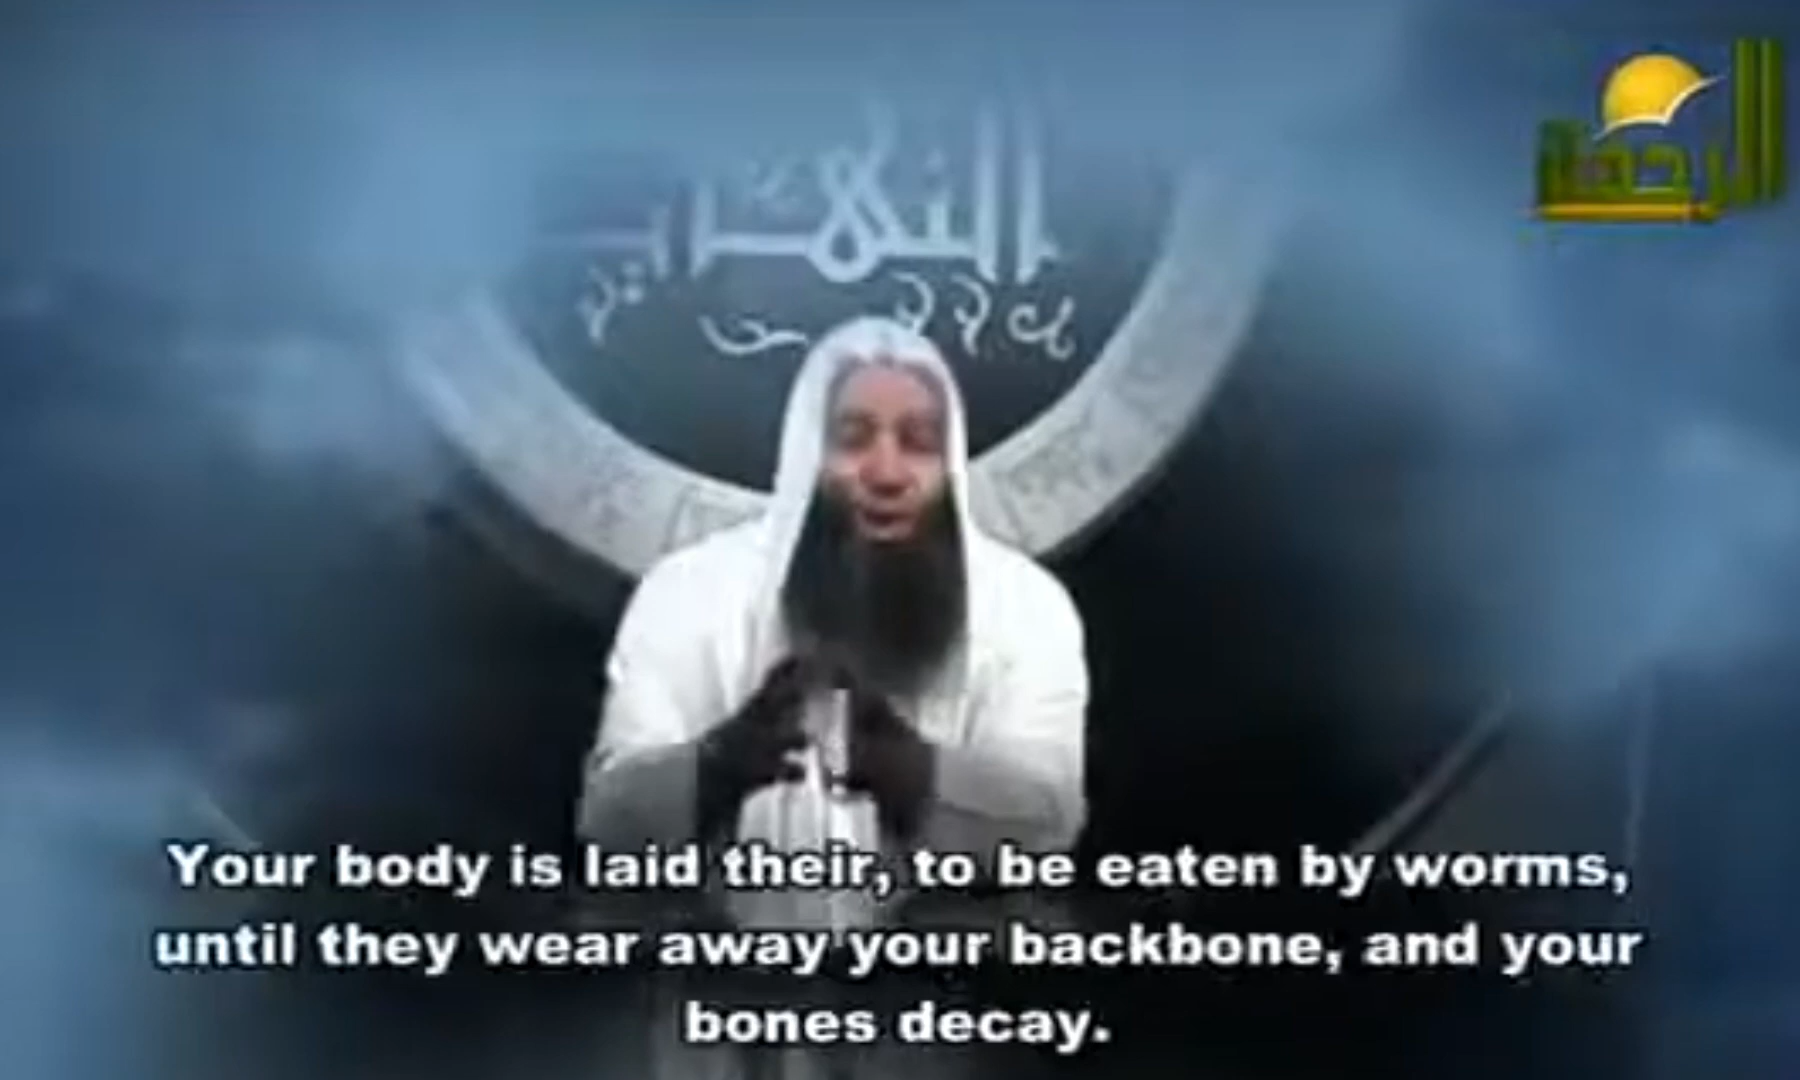 الرحمة
Your body is laid their, to be eaten by worms,
until they wear away your backbone, and your
bones decay.